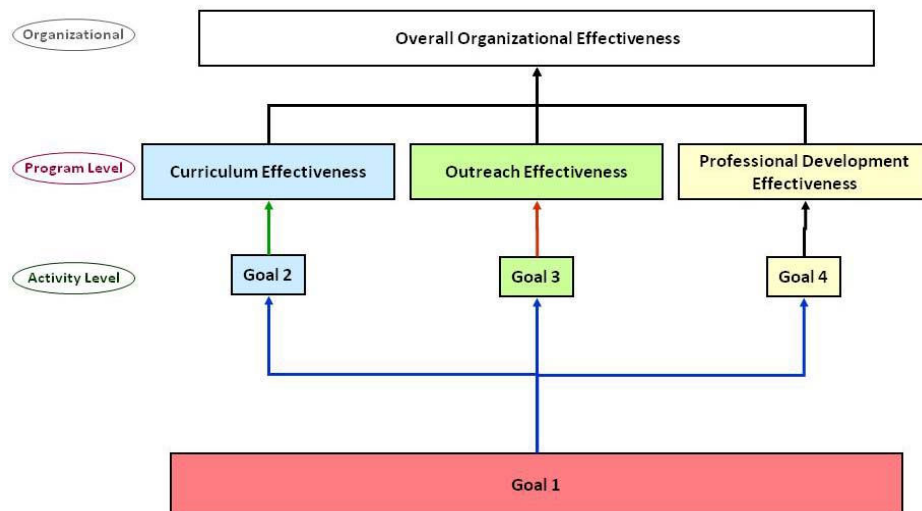 Organizational
Overall Organizational Effectiveness
Program Level
Curriculum Effectiveness
Outreach Effectiveness
Professional Development
Effectiveness
Activity Level
Goal 2
Goal 3
Goal 4
Goal 1